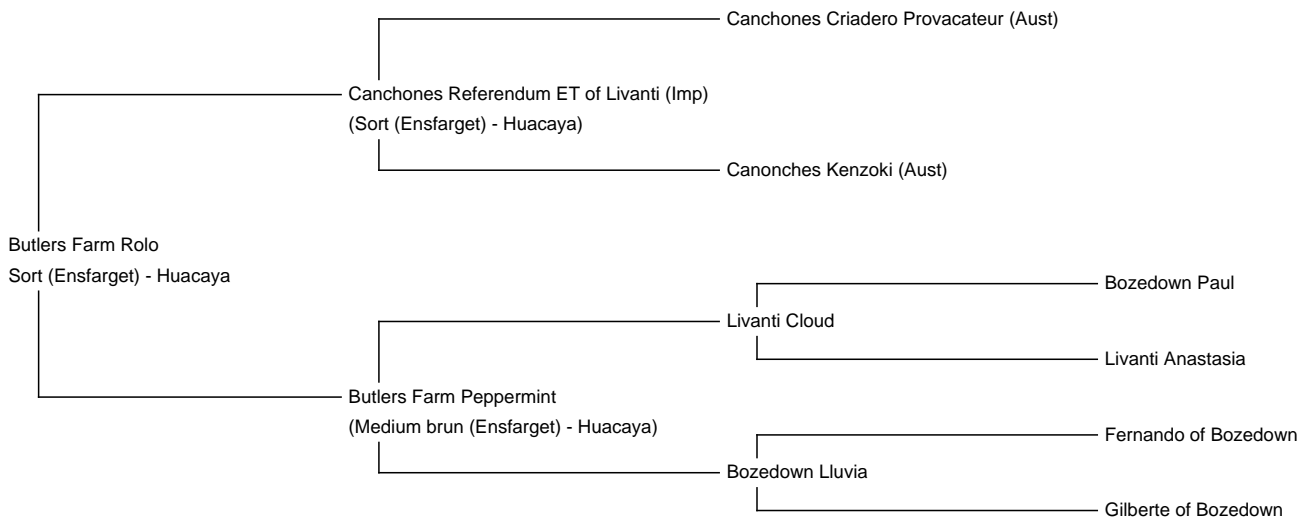 Canchones Criadero Provacateur (Aust)
Canchones Referendum ET of Livanti (Imp)
(Sort (Ensfarget) - Huacaya)
Canonches Kenzoki (Aust)
Butlers Farm Rolo
Sort (Ensfarget) - Huacaya
Bozedown Paul
Livanti Cloud
Livanti Anastasia
Butlers Farm Peppermint
(Medium brun (Ensfarget) - Huacaya)
Fernando of Bozedown
Bozedown Lluvia
Gilberte of Bozedown